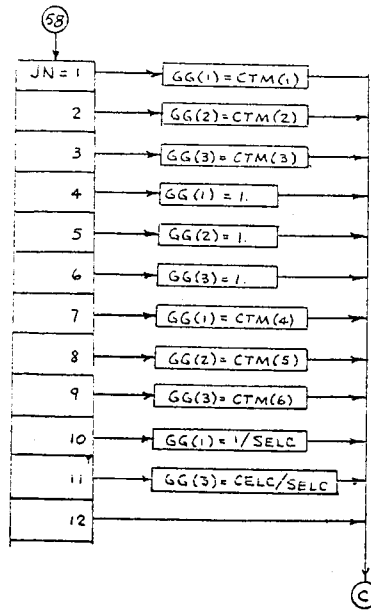 58
JN = 1 GG(1)=CTM(1)
2 GG(2)=CTM(2)
3 GG(3)=CTM(3)
4 GG(1) = 1.
5 GG(2)= 1.
6 GG(3)= 1.
7 GG(1)= CTM(4)
8 GG(2)= CTM(5)
9 GG(3)= CTM(6)
10 GG(1)= 1/SELC
11 GG(3)= CELC/SELC
12
C